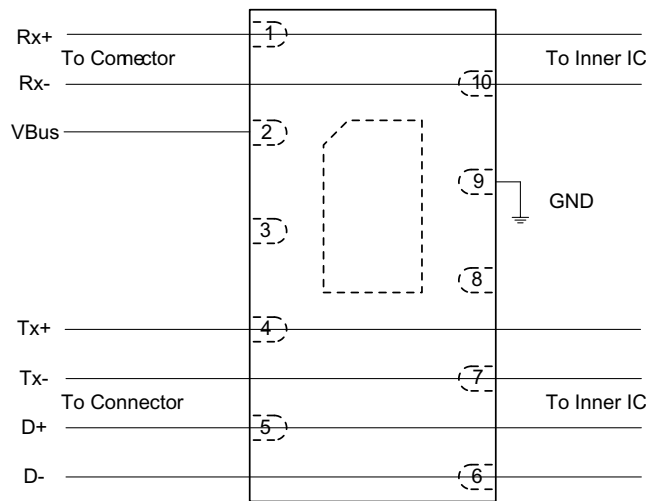 Rx+
1
To Comector
To Inner IC
Rx-
10
VBus
2
9
GND
3
8
Tx+
4
Tx-
7
To Connector
To Inner IC
D+
5
D-
6